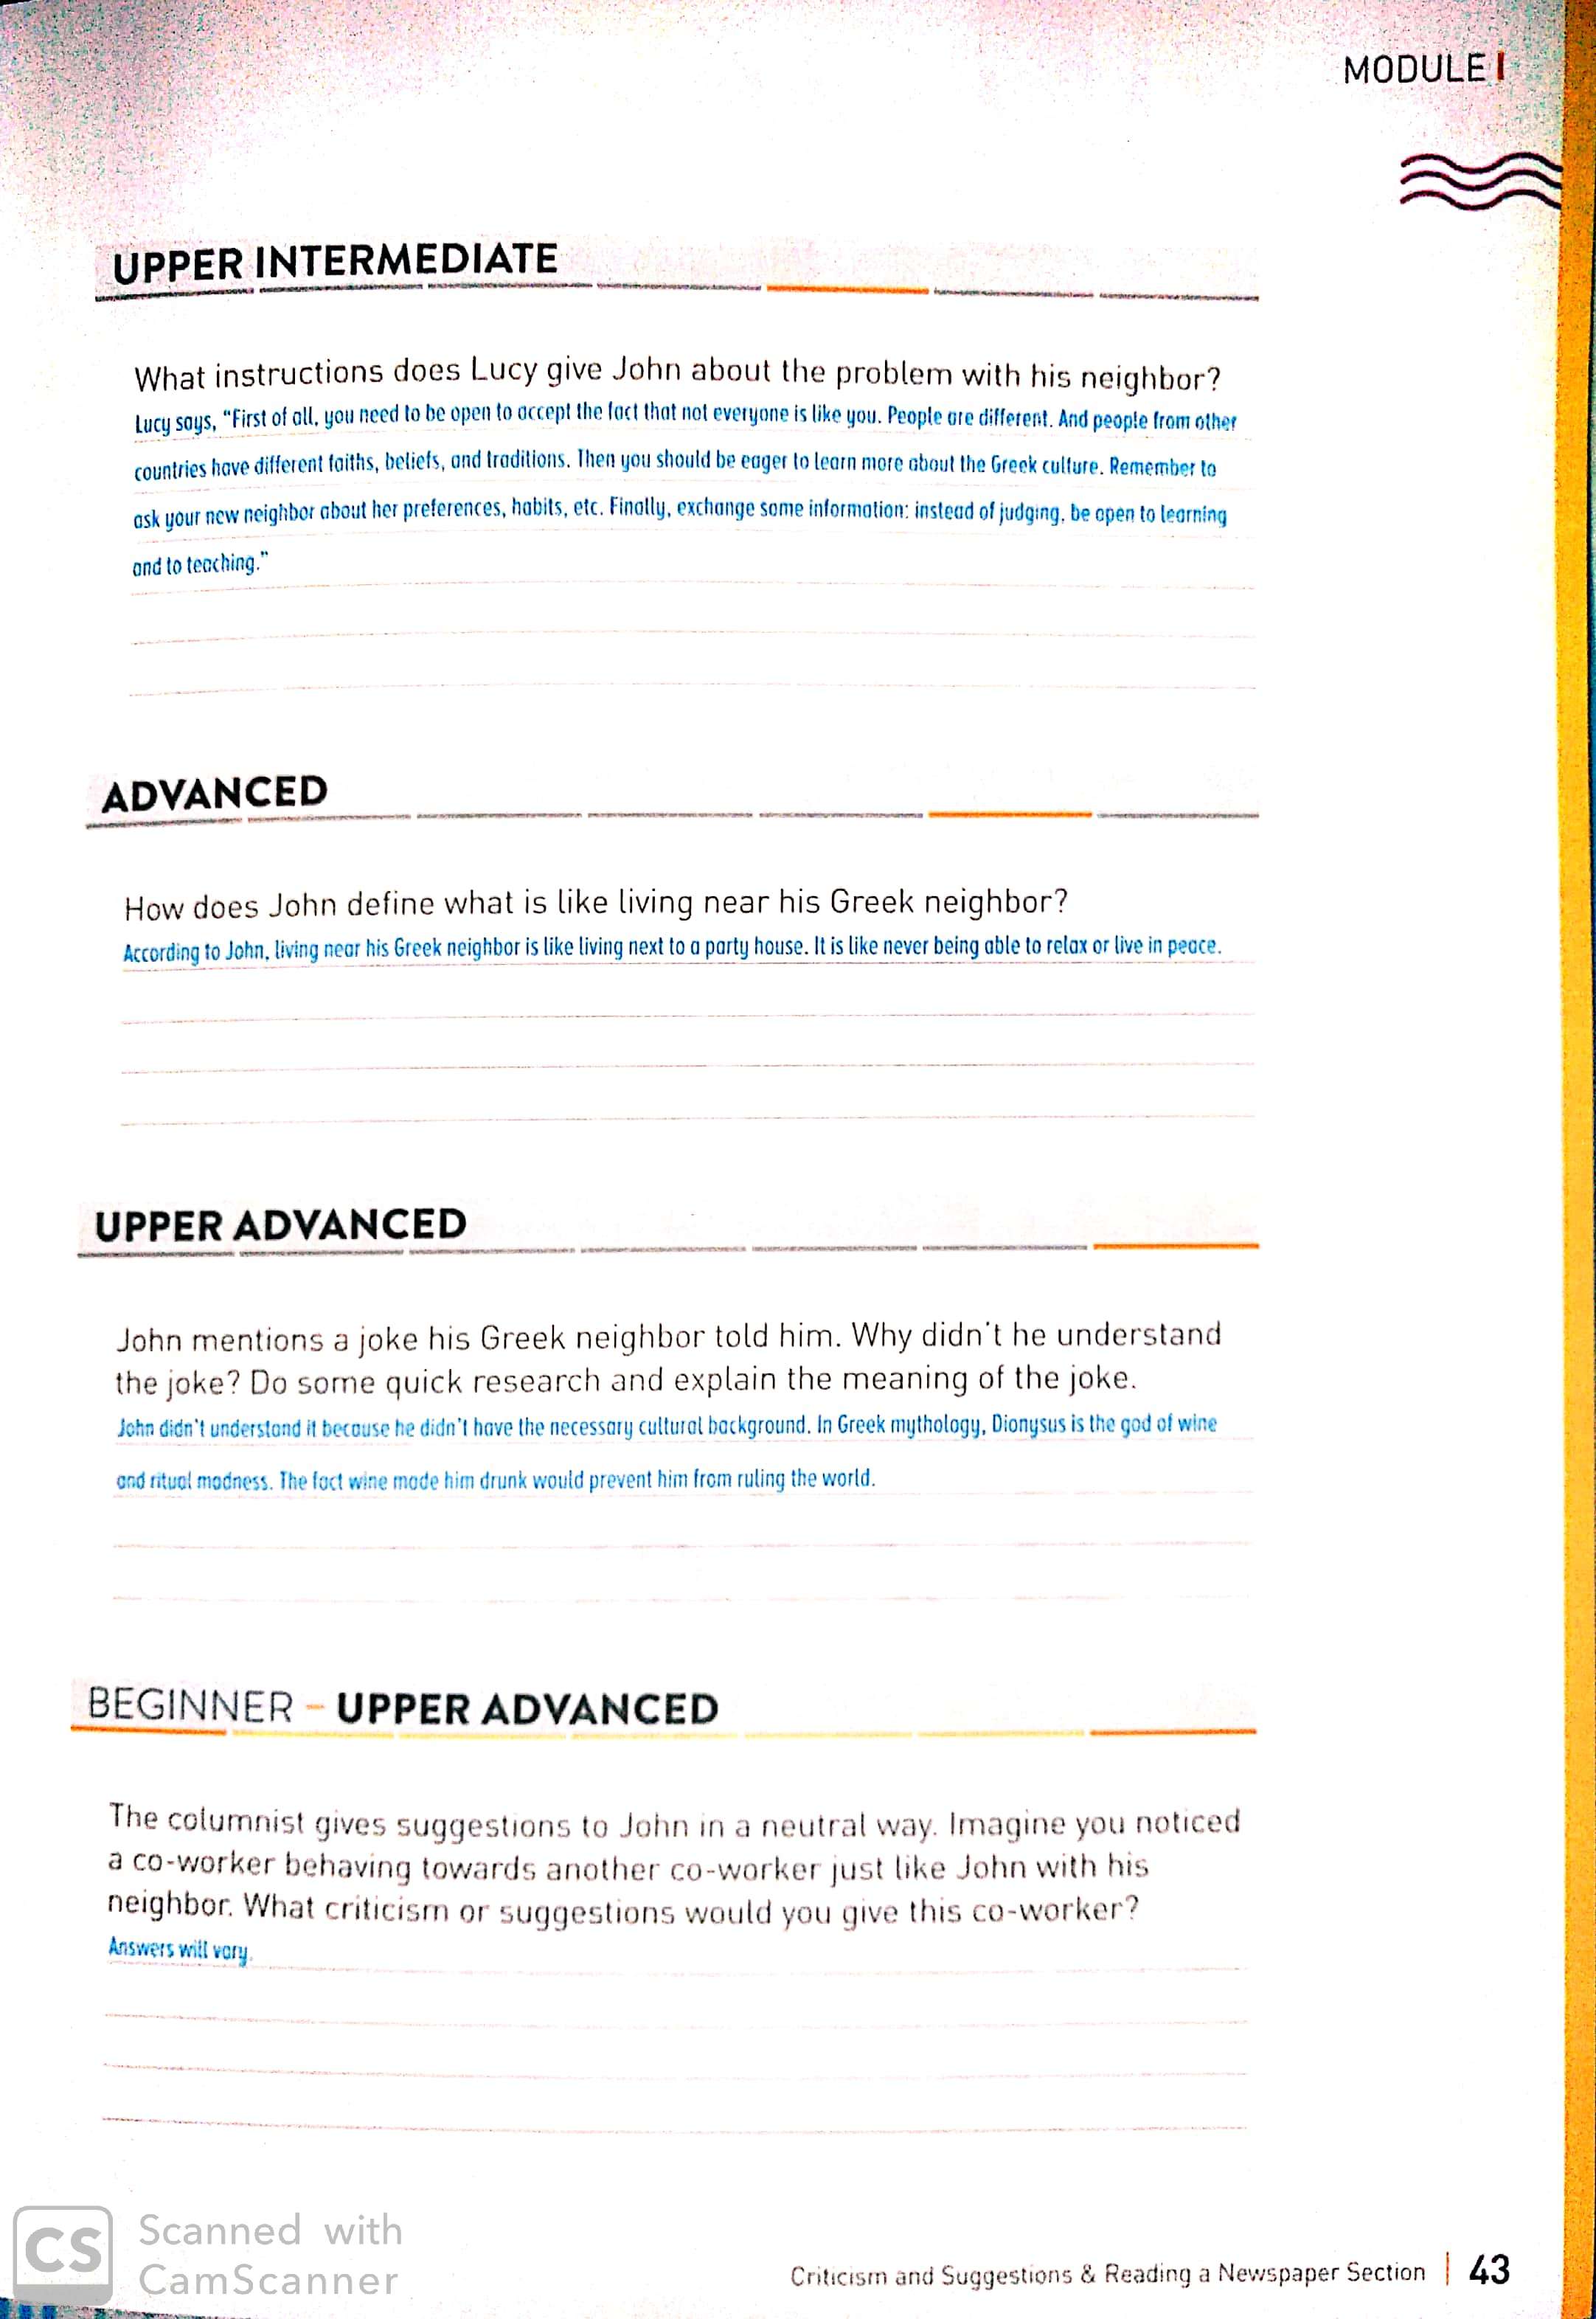 MODULE I
UPPER INTERMEDIATE
What instructions does Lucy give John about the problem with his neighbor?
Lucy says, "First of all, you need to be open to accept the fact that not everyone is like you. People are different. And people from other
countries have different faiths, beliefs, and traditions. Then you should be eager to learn more about the Greek culture. Remember to
ask your new neighbor about her preferences, habits, etc. Finally, exchange some information: instead of judging, be open to learning
and to teaching."
ADVANCED
How does John define what is like living near his Greek neighbor?
According to John, living near his Greek neighbor is like living next to a party house. It is like never being able to relax or live in peace.
UPPER ADVANCED
John mentions a joke his Greek neighbor told him. Why didn't he understand
the joke? Do some quick research and explain the meaning of the joke.
John didn't understand it because he didn't have the necessary cultural background. In Greek mythology, Dionysus is the god of wine
and ritual madness. The fact wine made him drunk would prevent him from ruling the world.
BEGINNER – UPPER ADVANCED
The columnist gives suggestions to John in a neutral way. Imagine you noticed
a co-worker behaving towards another co-worker just like John with his
neighbor. What criticism or suggestions would you give this co-worker?
Answers will vary.
CS Scanned with
CamScanner
Criticism and Suggestions & Reading a Newspaper Section | 43